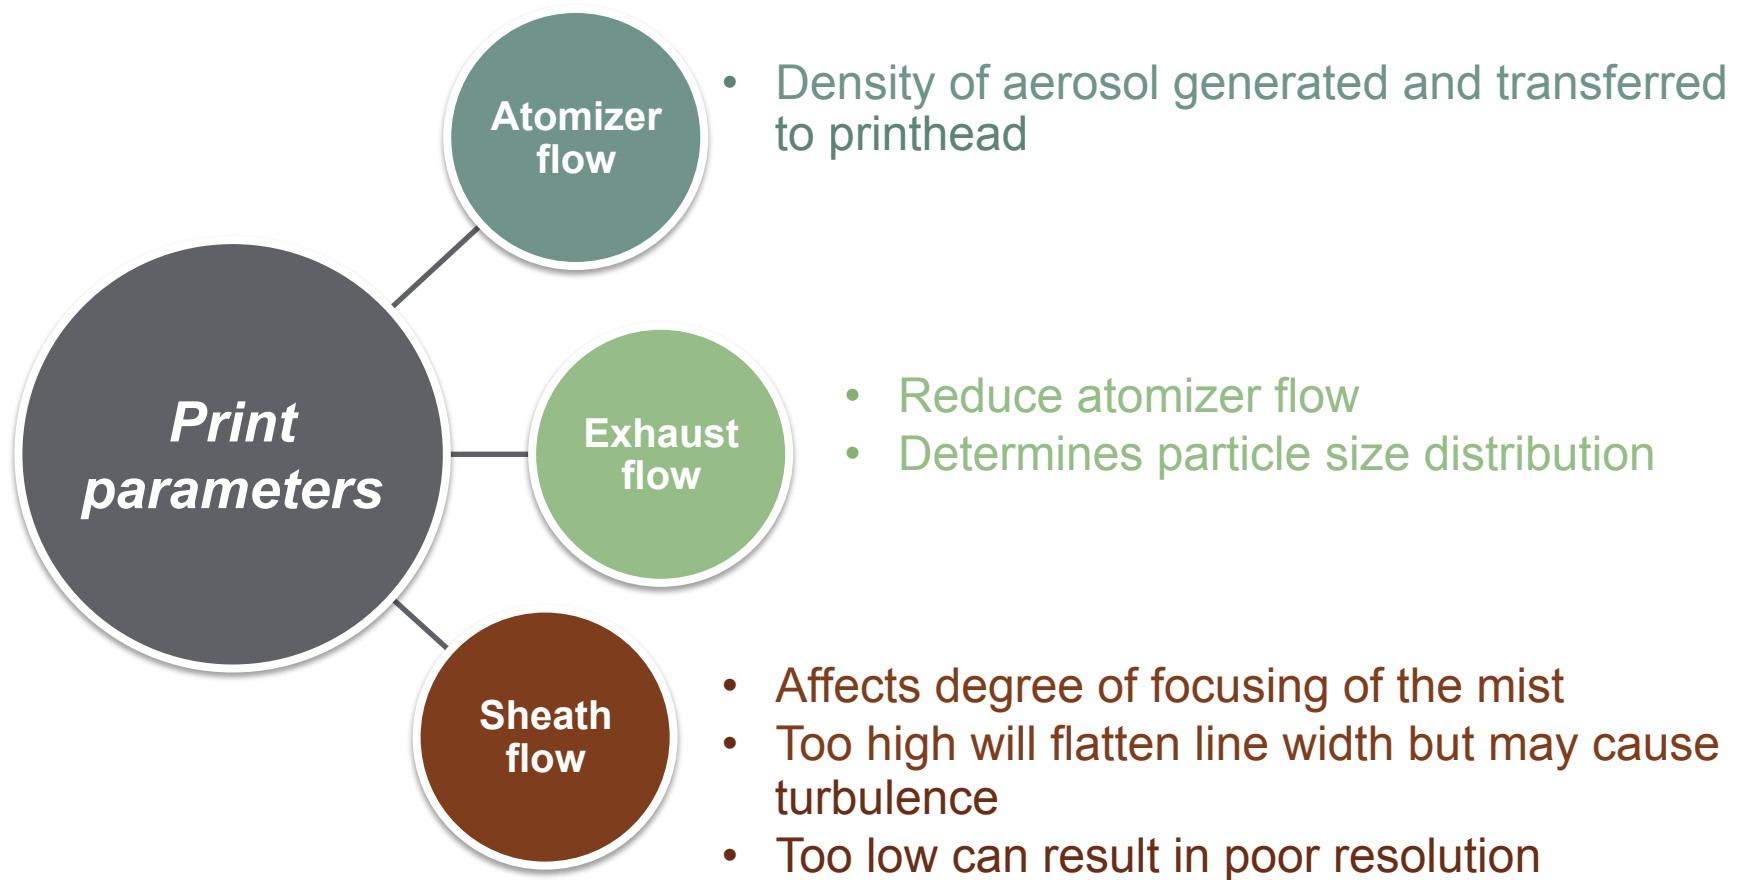 Atomizer
flow
• Density of aerosol generated and transferred
to printhead
Print
parameters
Exhaust
flow
• Reduce atomizer flow
• Determines particle size distribution
Sheath
flow
• Affects degree of focusing of the mist
• Too high will flatten line width but may cause
turbulence
• Too low can result in poor resolution